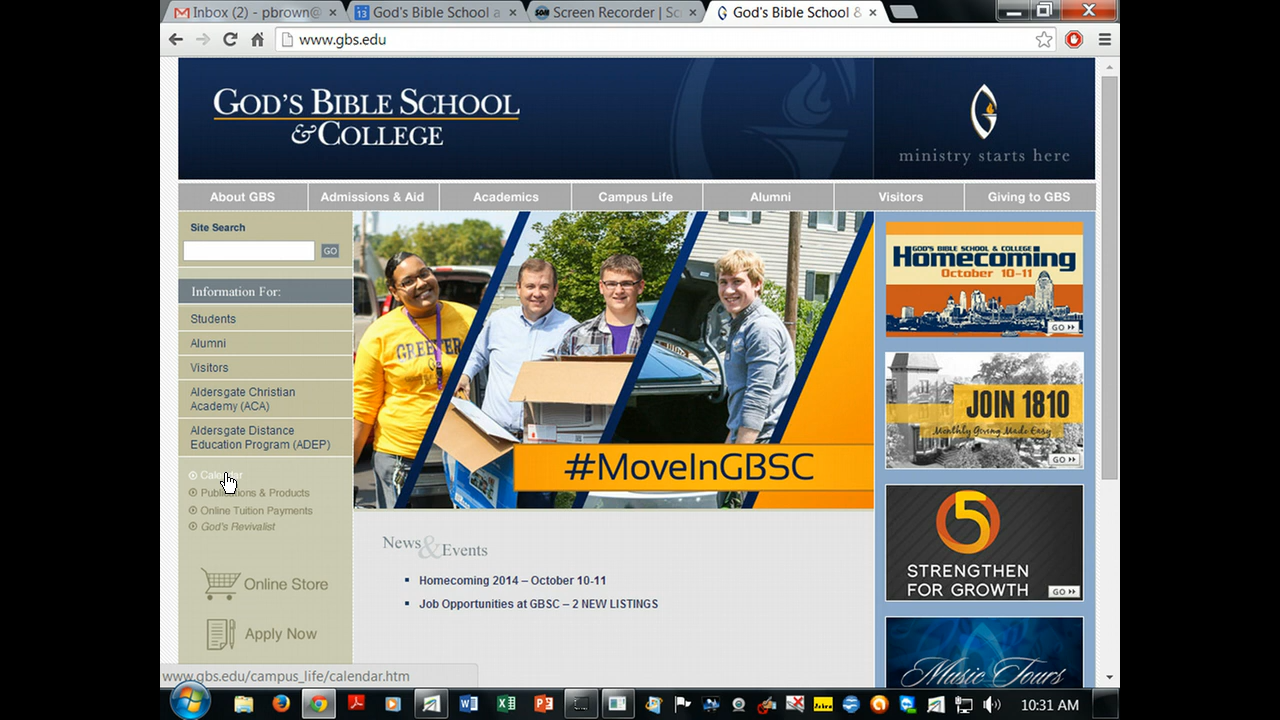 Inbox (2) - pbrown@
God's Bible School a
Screen Recorder | Sc
God's Bible School &
www.gbs.edu
GOD'S BIBLE SCHOOL
& COLLEGE
ministry starts here
About GBS
Admissions & Aid
Academics
Campus Life
Alumni
Visitors
Giving to GBS
Site Search
GO
Information For:
Students
Alumni
Visitors
Aldersgate Christian
Academy (ACA)
Aldersgate Distance
Education Program (ADEP)
Calendar
Publications & Products
Online Tuition Payments
God's Revivalist
Online Store
Apply Now
GREETER
#MoveInGBSC
News & Events
Homecoming 2014 – October 10-11
Job Opportunities at GBSC – 2 NEW LISTINGS
GOD'S BIBLE SCHOOL & COLLEGE
Homecoming
October 10-11
GO
JOIN 1810
Monthly Giving Made Easy
GO
5
STRENGTHEN
FOR GROWTH
GO
Music Tours
www.gbs.edu/campus_life/calendar.htm
10:31 AM